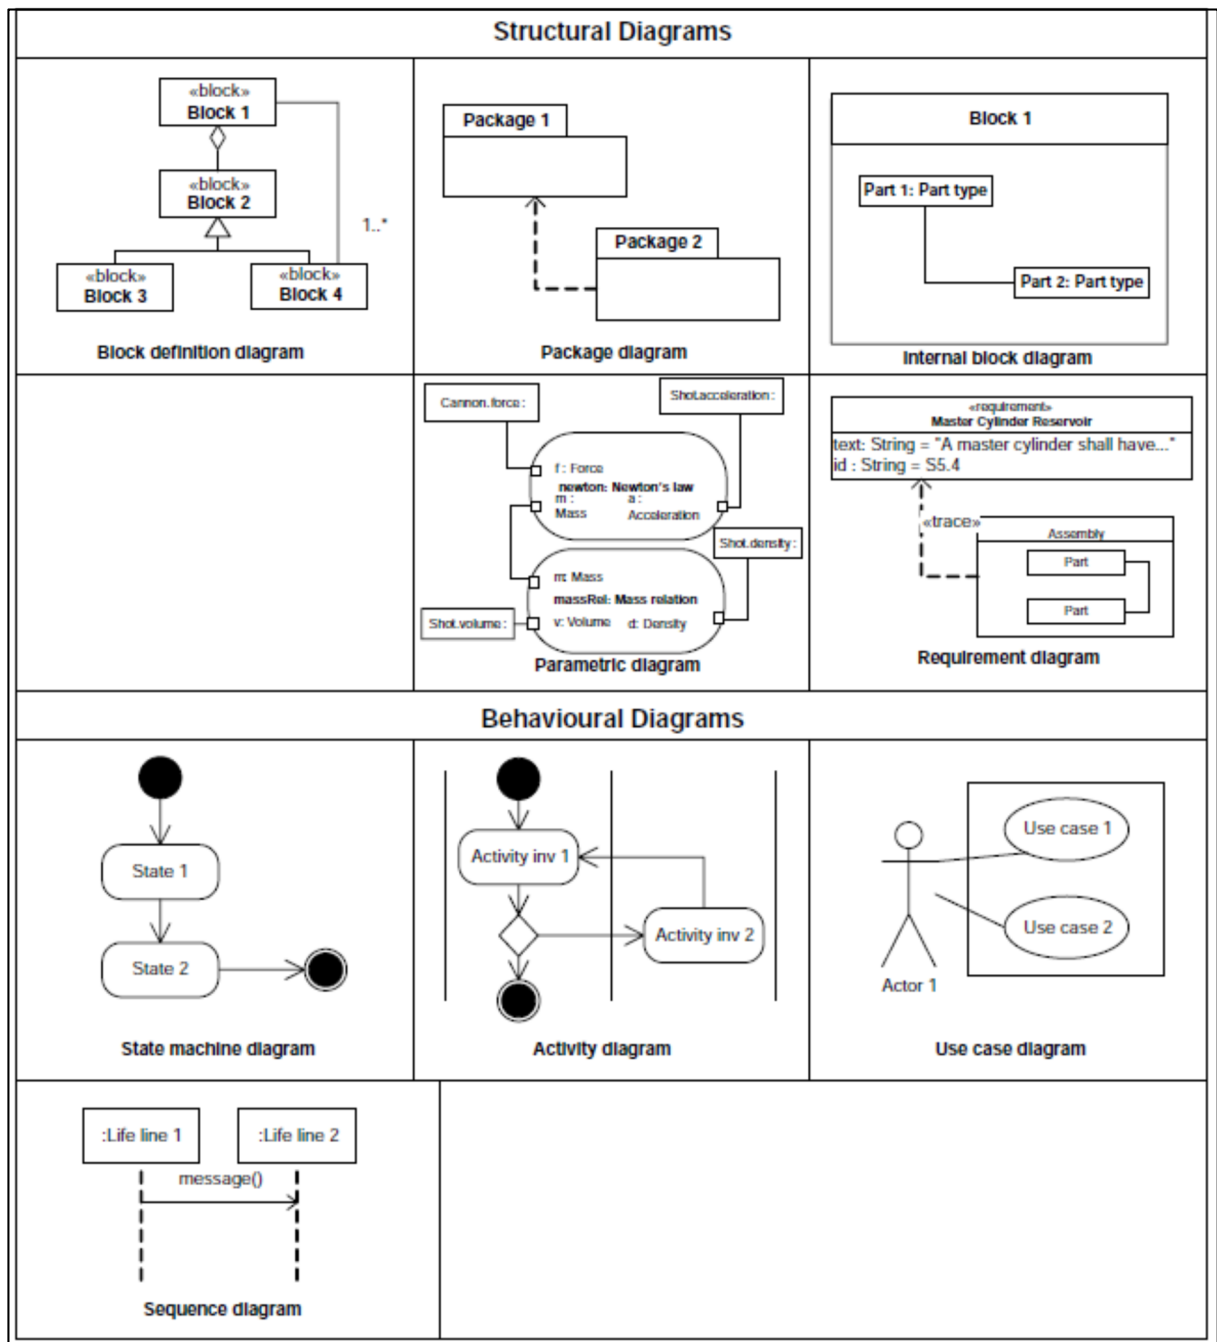 Structural Diagrams
«block»
Block 1
«block»
Block 2
1..*
«block»
Block 3
«block»
Block 4
Block definition diagram
Package 1
Package 2
Package diagram
Block 1
Part 1: Part type
Part 2: Part type
Internal block diagram
Cannon.force :
Shot.acceleration :
f : Force
newton: Newton's law
m :
Mass
a :
Acceleration
Shot.density :
m: Mass
massRel: Mass relation
Shot.volume :
v: Volume
d: Density
Parametric diagram
«requirement»
Master Cylinder Reservoir
text: String = "A master cylinder shall have..."
id : String = S5.4
«trace»
Assembly
Part
Part
Requirement diagram
Behavioural Diagrams
State 1
State 2
State machine diagram
Activity inv 1
Activity inv 2
Activity diagram
Use case 1
Use case 2
Actor 1
Use case diagram
:Life line 1
:Life line 2
message()
Sequence diagram